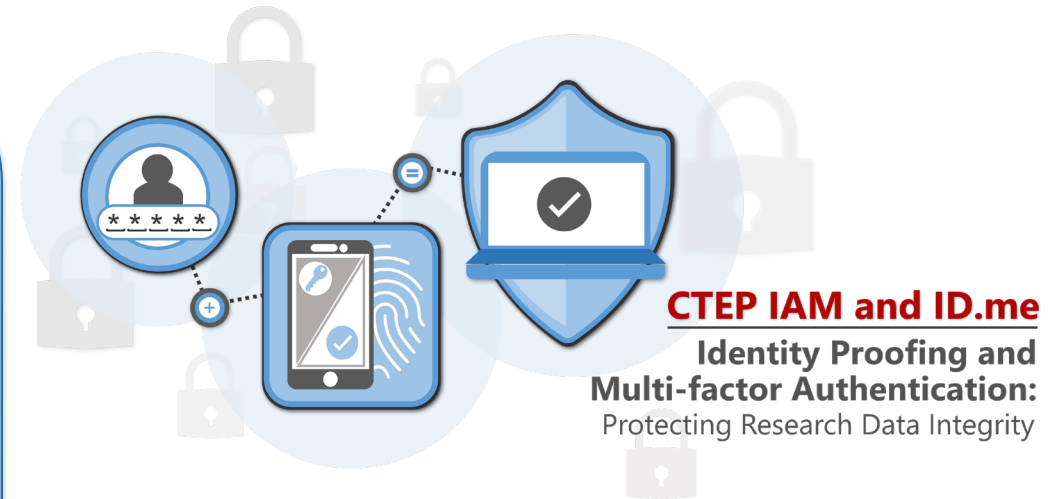 * * * * *
CTEP IAM and ID.me
Identity Proofing and
Multi-factor Authentication:
Protecting Research Data Integrity